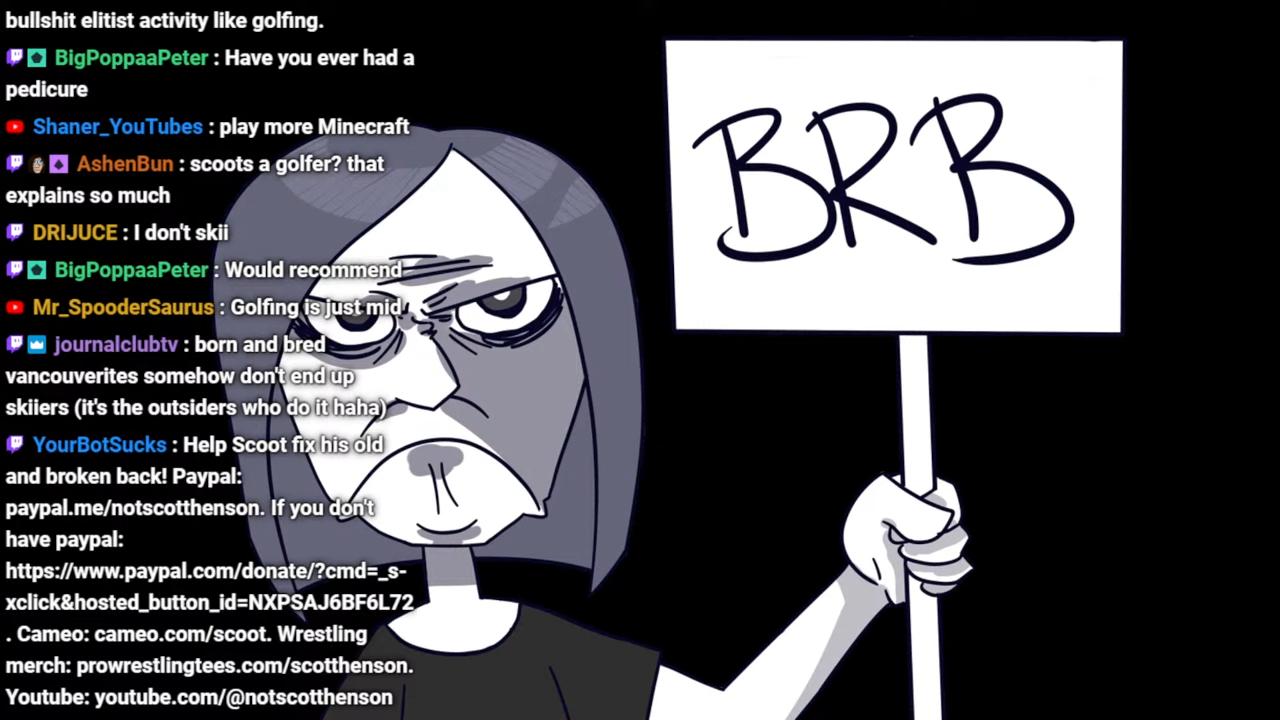 bullshit elitist activity like golfing.
BigPoppaaPeter : Have you ever had a
pedicure
Shaner_YouTubes : play more Minecraft
AshenBun : scoots a golfer? that
explains so much
DRIJUCE : I don't skii
BigPoppaaPeter : Would recommend
Mr_SpooderSaurus : Golfing is just mid
journalclubtv : born and bred
vancouverites somehow don't end up
skiiers (it's the outsiders who do it haha)
YourBotSucks : Help Scoot fix his old
and broken back! Paypal:
paypal.me/notscotthenson. If you don't
have paypal:
https://www.paypal.com/donate/?cmd=_s-
xclick&hosted_button_id=NXPSAJ6BF6L72
. Cameo: cameo.com/scoot. Wrestling
merch: prowrestlingtees.com/scotthenson.
Youtube: youtube.com/@notscotthenson
BRB